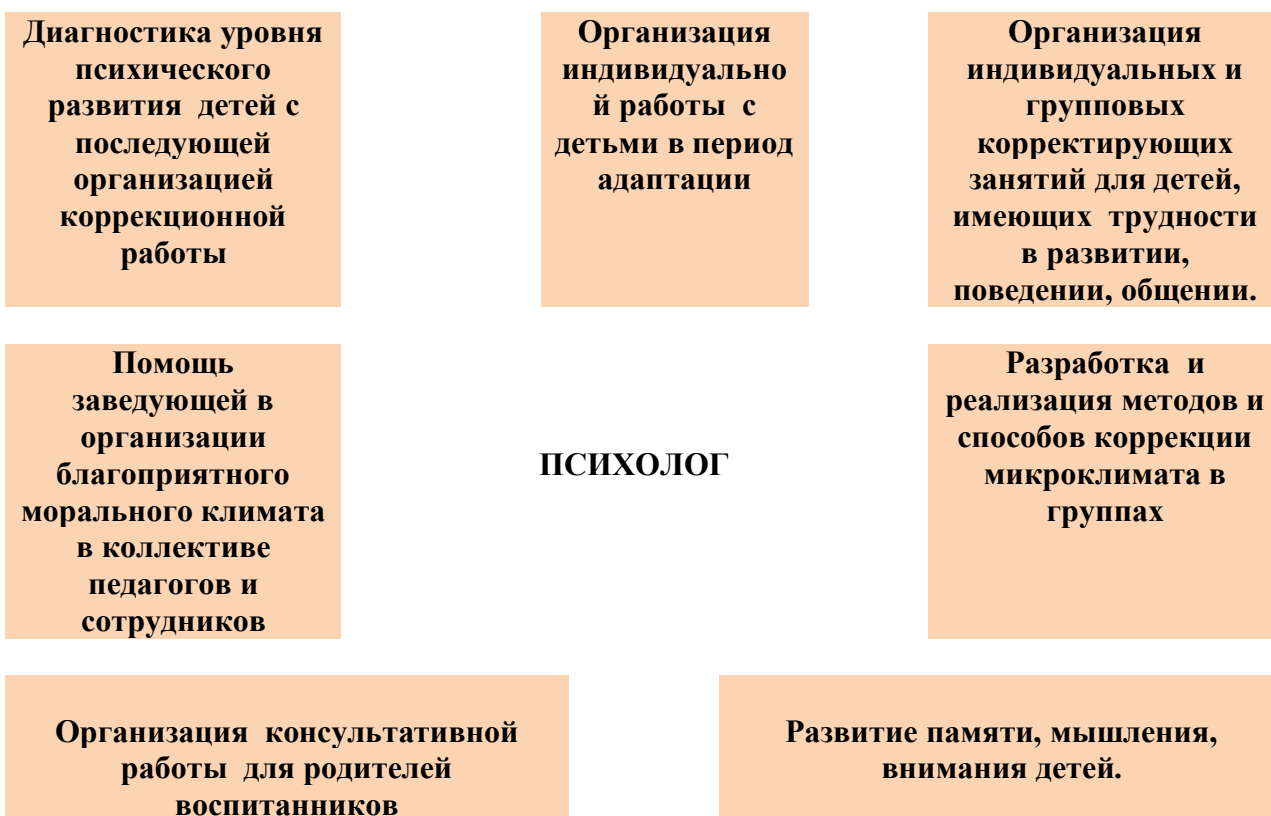 Диагностика уровня
психического
развития детей с
последующей
организацией
коррекционной
работы
Организация
индивидуально
й работы с
детьми в период
адаптации
Организация
индивидуальных и
групповых
корректирующих
занятий для детей,
имеющих трудности
в развитии,
поведении, общении.
Помощь
заведующей в
организации
благоприятного
морального климата
в коллективе
педагогов и
сотрудников
ПСИХОЛОГ
Разработка и
реализация методов и
способов коррекции
микроклимата в
группах
Организация консультативной
работы для родителей
воспитанников
Развитие памяти, мышления,
внимания детей.